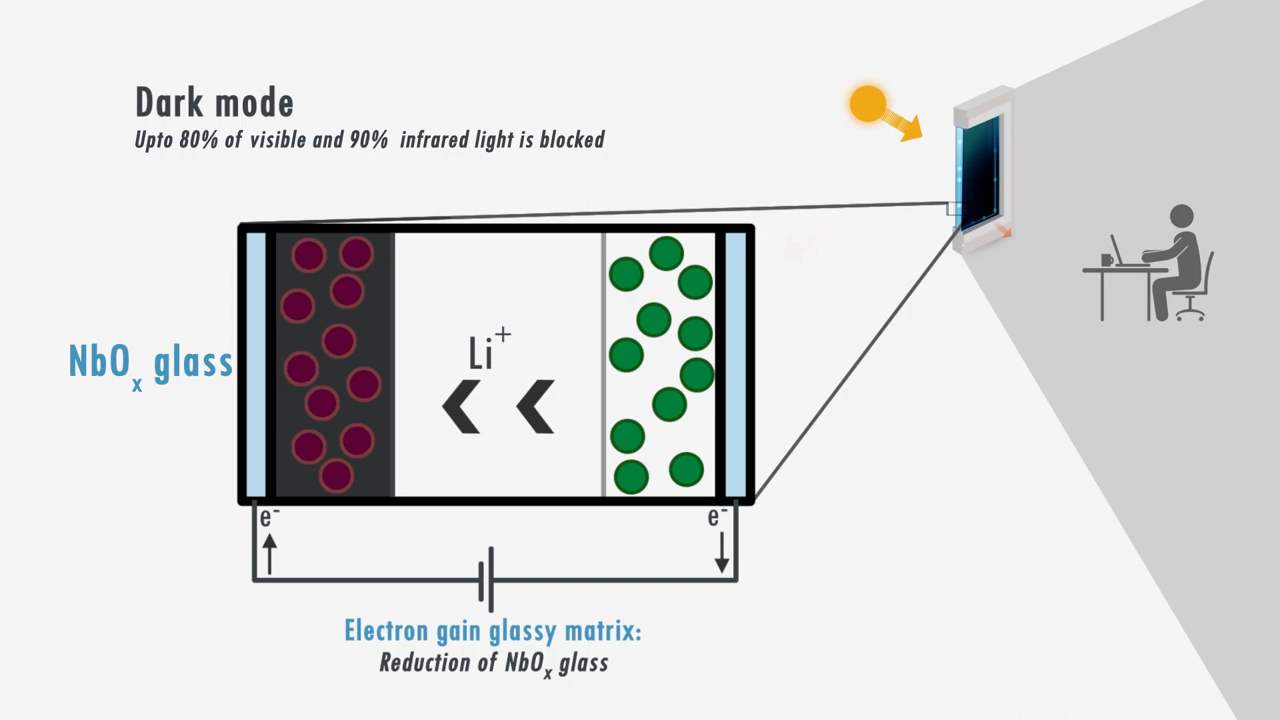 Dark mode
Upto 80% of visible and 90% infrared light is blocked
NbOₓ glass
Li⁺
e⁻
e⁻
Electron gain glassy matrix:
Reduction of NbOₓ glass